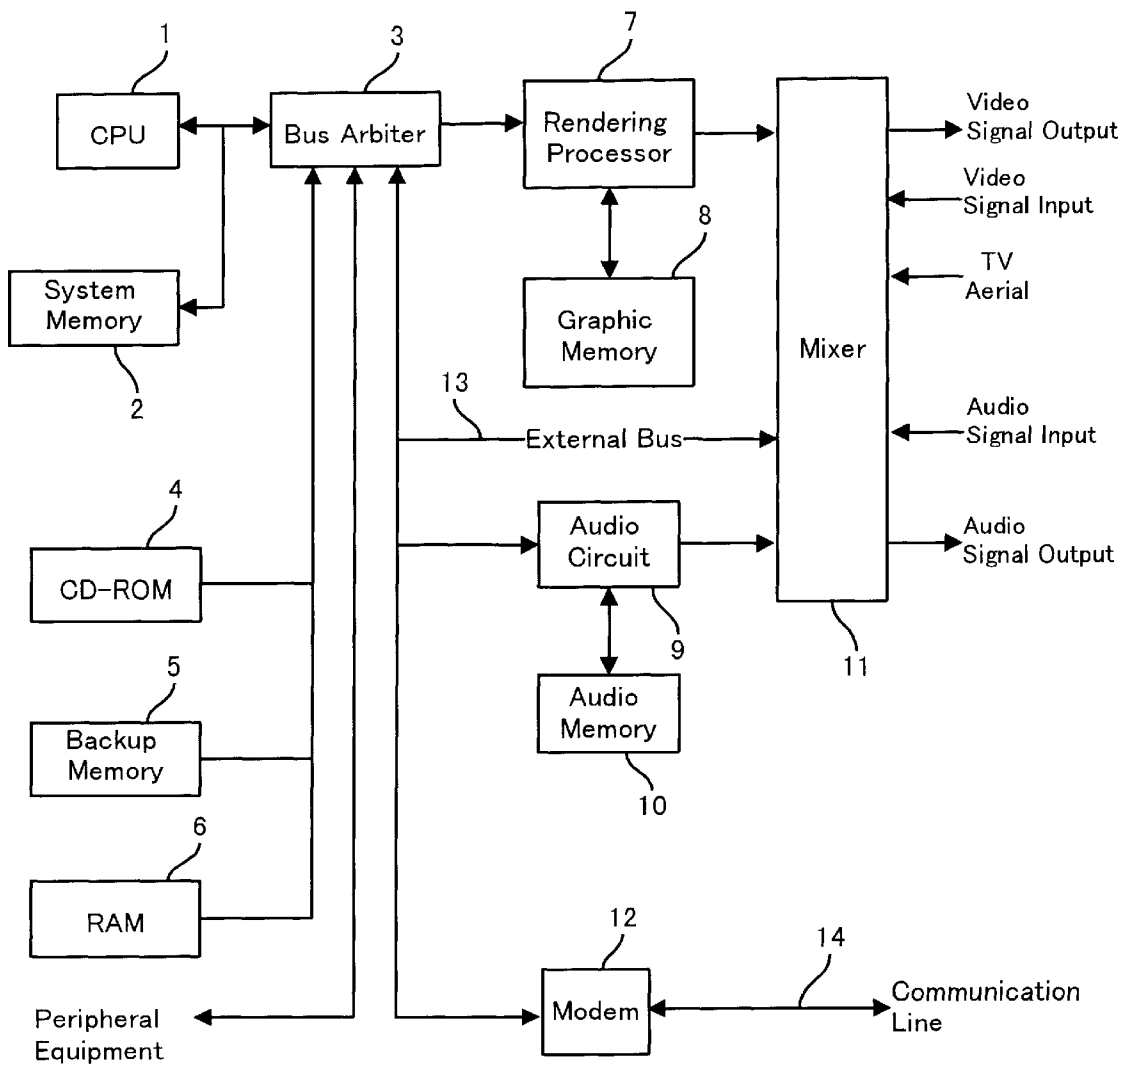 1
3
7
CPU
Bus Arbiter
Rendering
Processor
Video
Signal Output
Video
Signal Input
8
System
Memory
2
Graphic
Memory
TV
Aerial
Mixer
13
External Bus
Audio
Signal Input
4
CD-ROM
Audio
Circuit
9
Audio
Signal Output
11
5
Backup
Memory
Audio
Memory
10
6
RAM
12
14
Peripheral
Equipment
Modem
Communication
Line